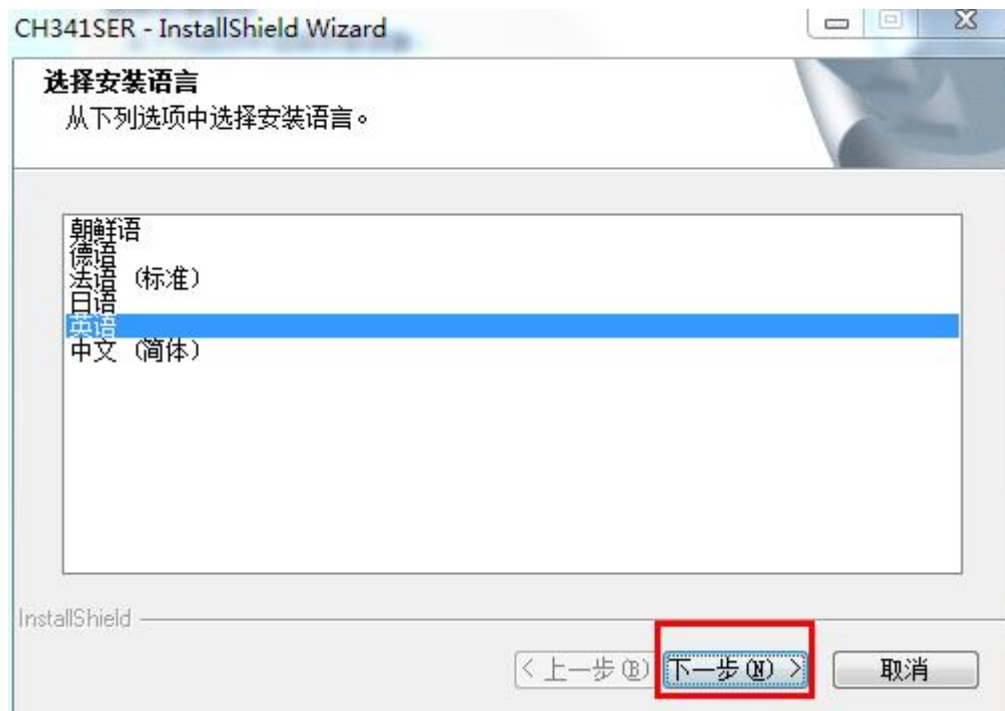 CH341SER - InstallShield Wizard
选择安装语言
从下列选项中选择安装语言。
朝鲜语
德语
法语 (标准)
日语
英语
中文 (简体)
InstallShield
< 上一步(B) 下一步(N) > 取消